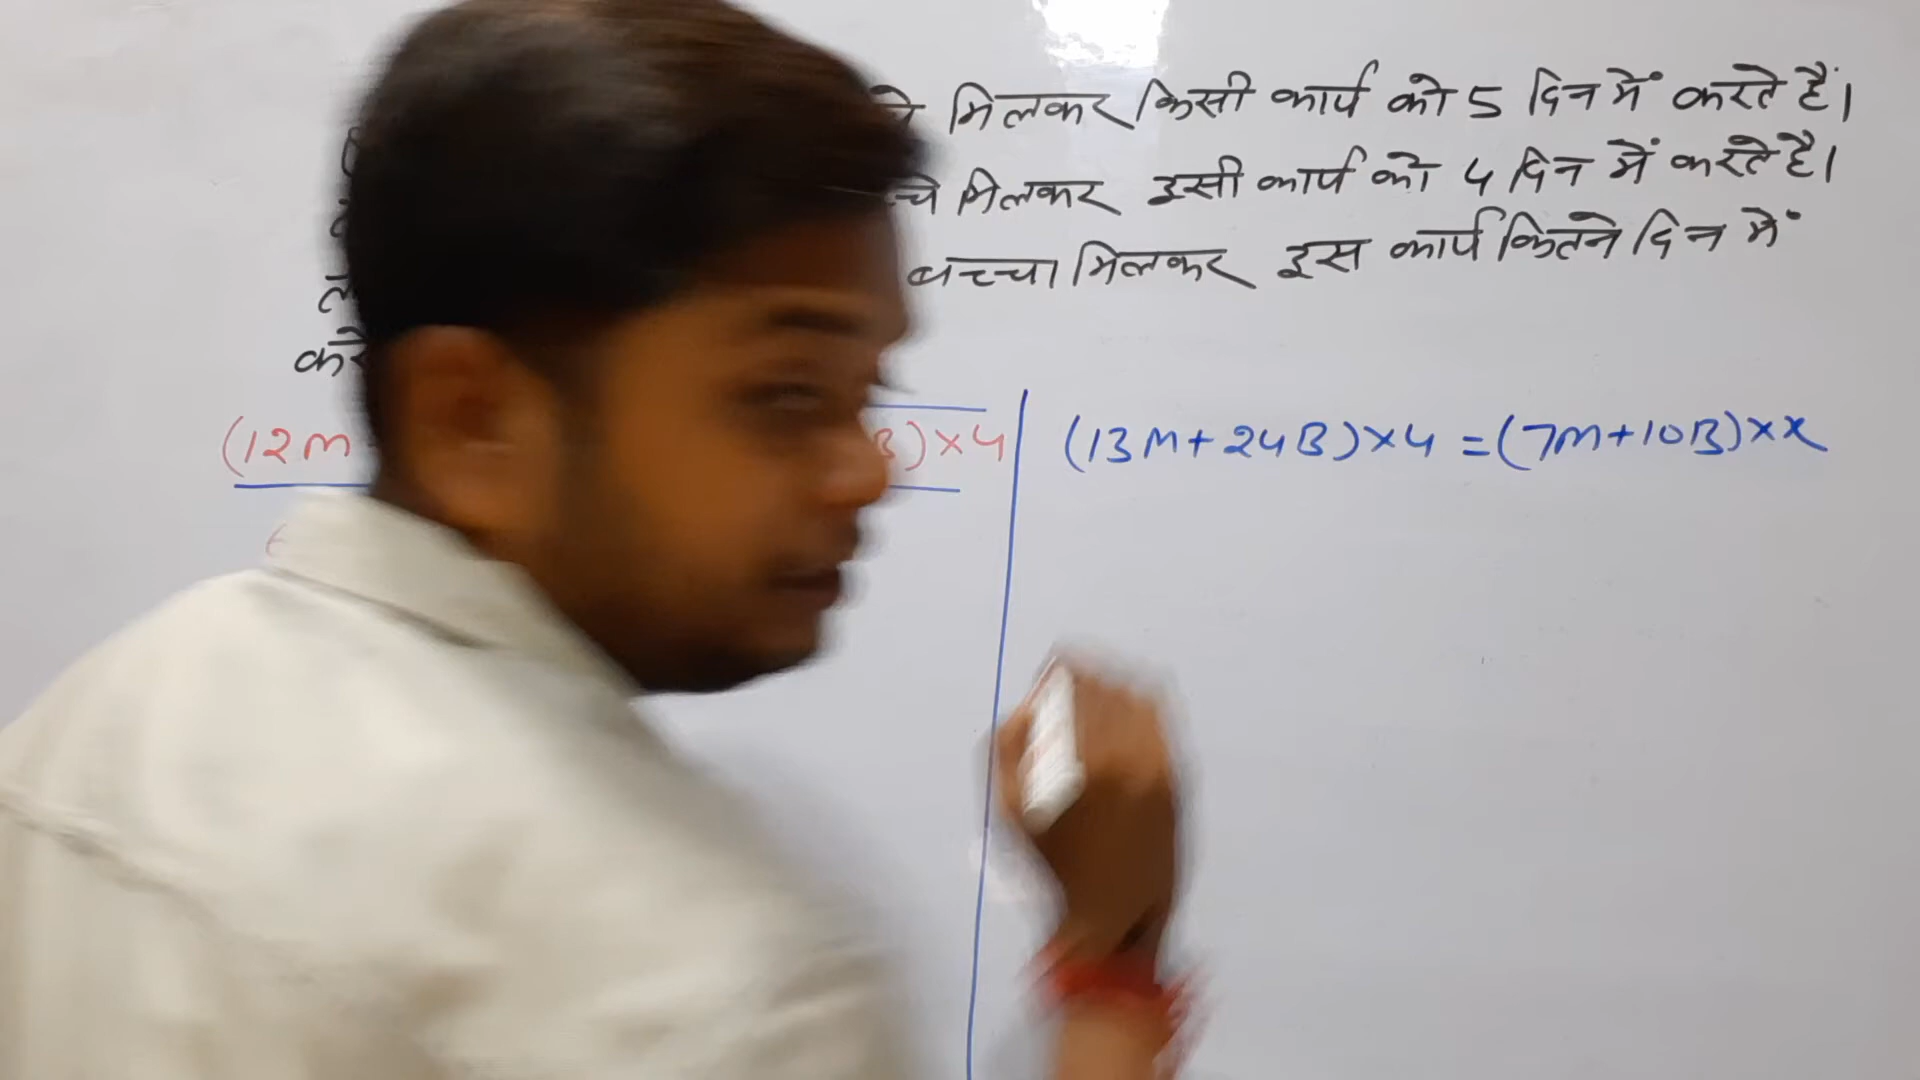 मिलकर किसी कार्य को 5 दिन में करते हैं।
मिलकर इसी कार्य को 4 दिन में करते है।
बच्चा मिलकर इस कार्य कितने दिन में
(12M B)×4
(13M+24B)×4=(7M+10B)×x